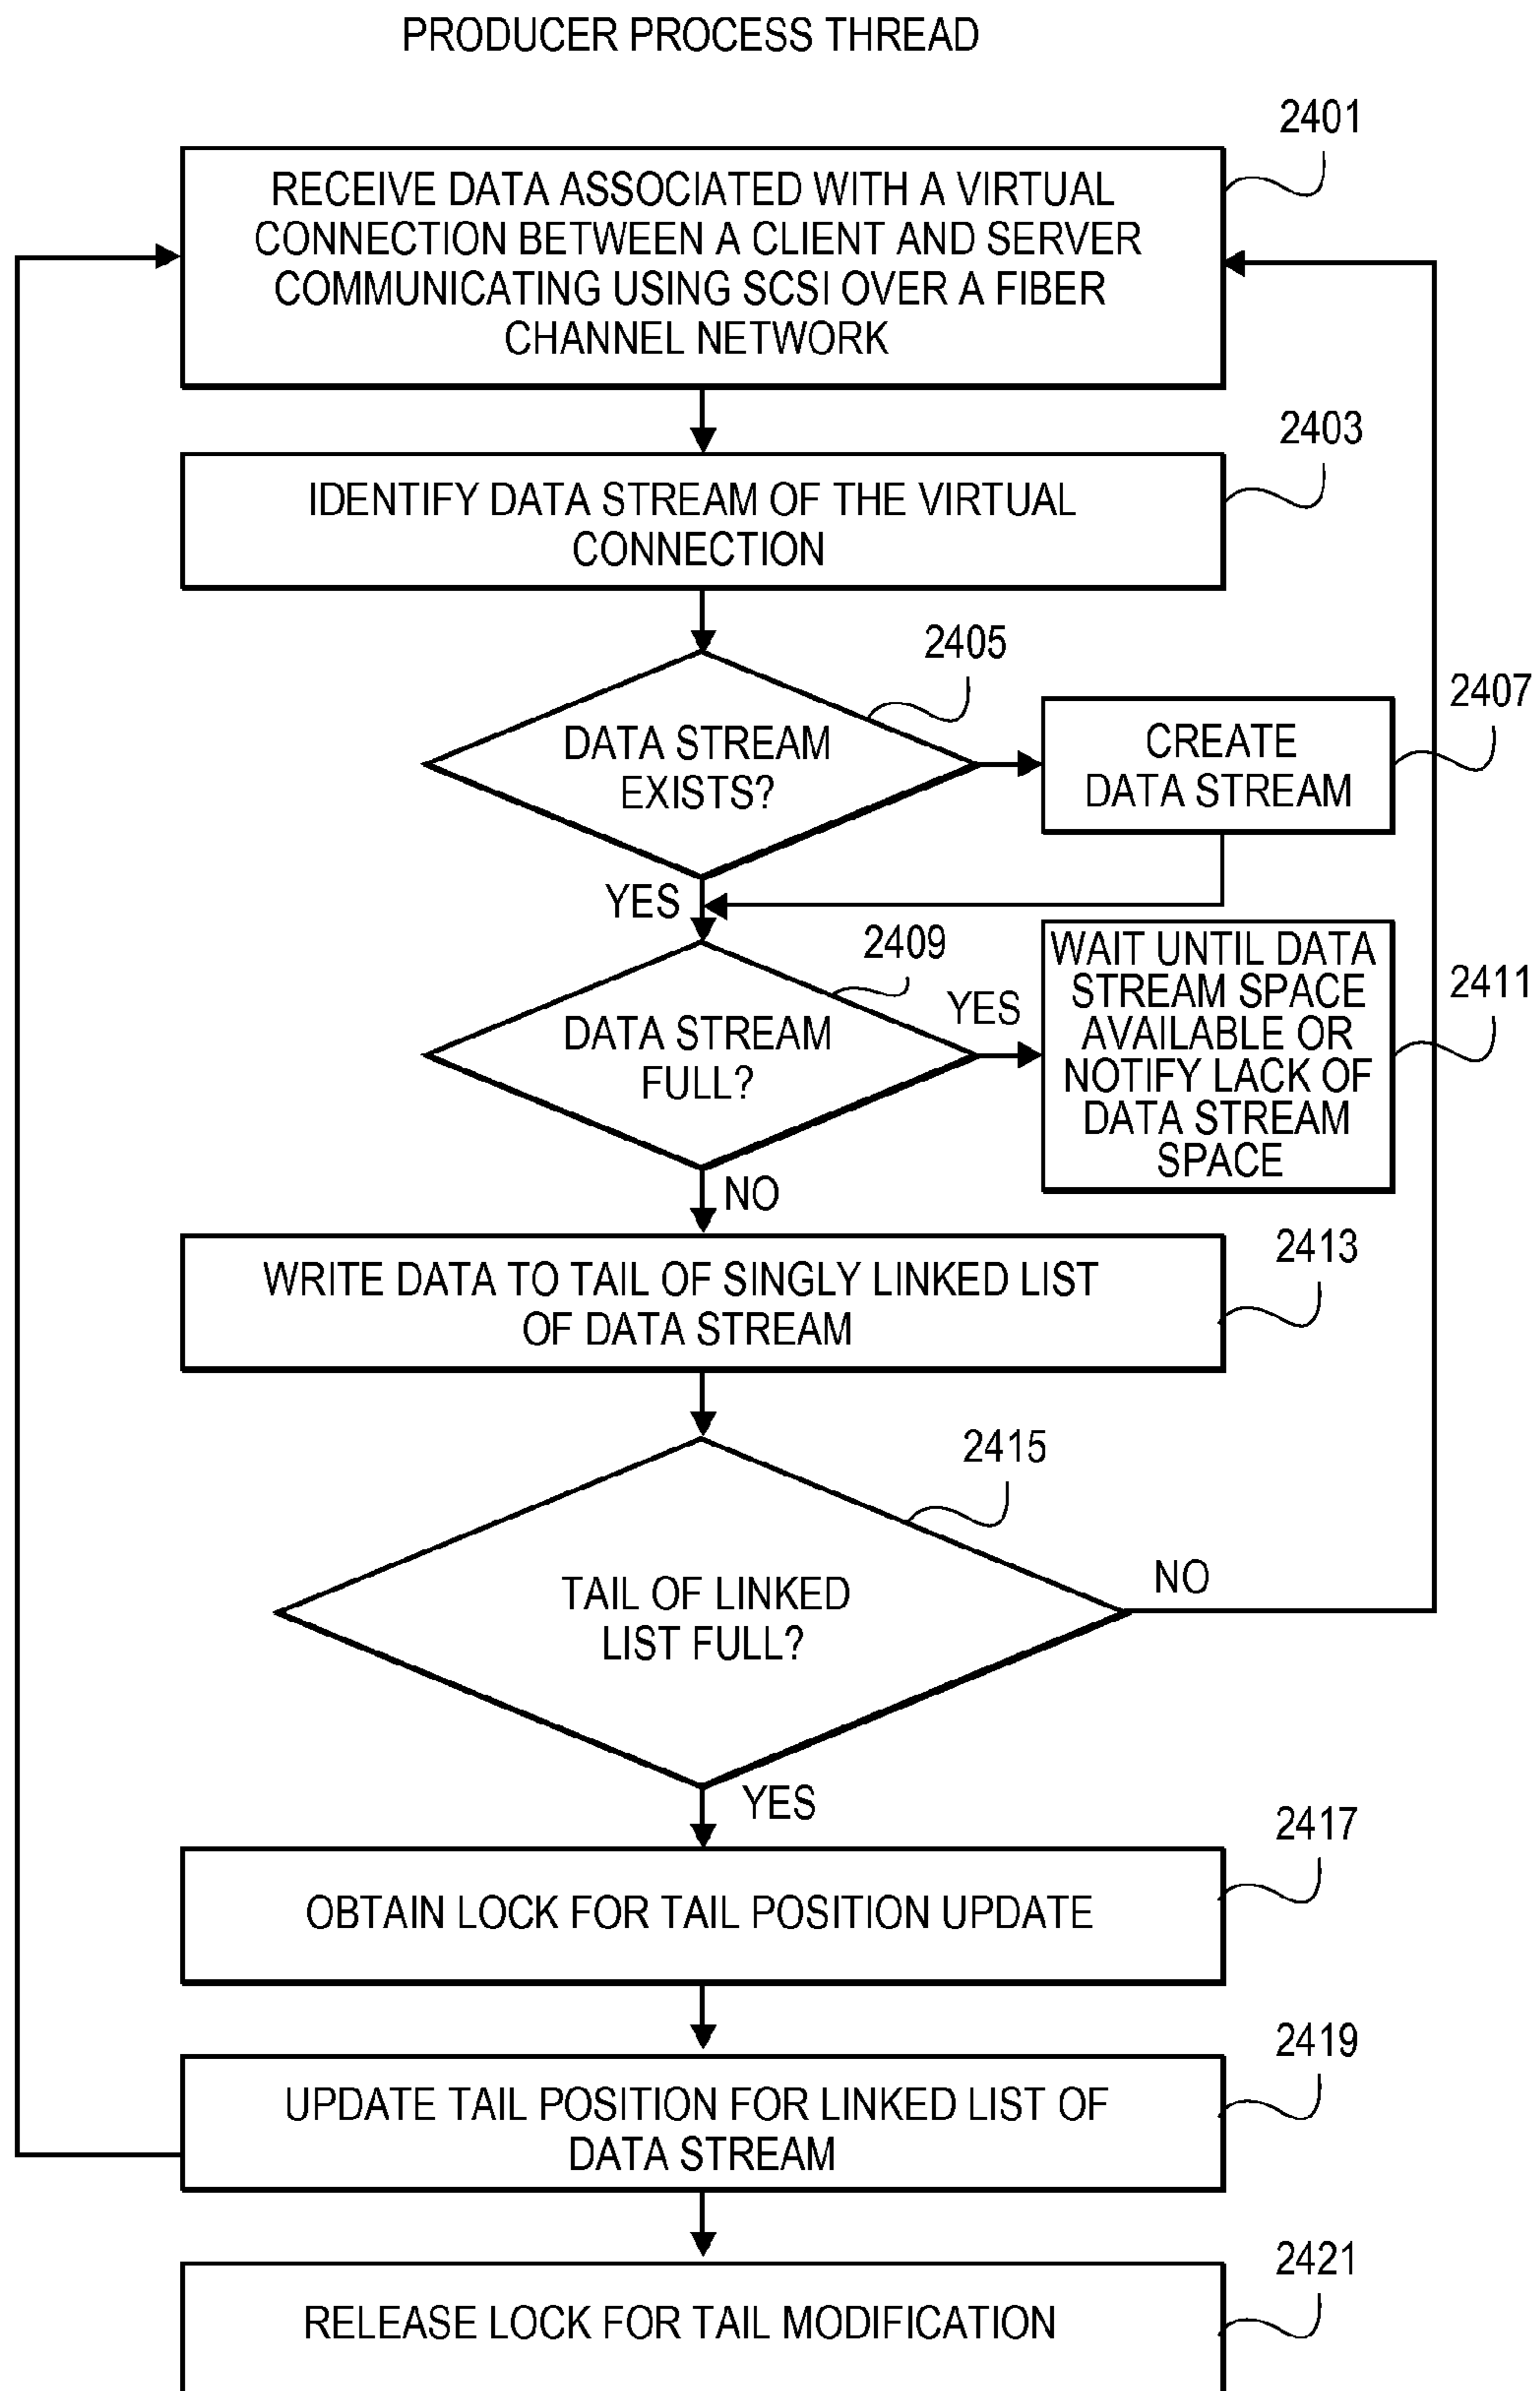 PRODUCER PROCESS THREAD
2401
RECEIVE DATA ASSOCIATED WITH A VIRTUAL
CONNECTION BETWEEN A CLIENT AND SERVER
COMMUNICATING USING SCSI OVER A FIBER
CHANNEL NETWORK
2403
IDENTIFY DATA STREAM OF THE VIRTUAL
CONNECTION
2405
DATA STREAM
EXISTS?
2407
CREATE
DATA STREAM
YES
2409
DATA STREAM
FULL?
YES
2411
WAIT UNTIL DATA
STREAM SPACE
AVAILABLE OR
NOTIFY LACK OF
DATA STREAM
SPACE
NO
2413
WRITE DATA TO TAIL OF SINGLY LINKED LIST
OF DATA STREAM
2415
TAIL OF LINKED
LIST FULL?
NO
YES
2417
OBTAIN LOCK FOR TAIL POSITION UPDATE
2419
UPDATE TAIL POSITION FOR LINKED LIST OF
DATA STREAM
2421
RELEASE LOCK FOR TAIL MODIFICATION